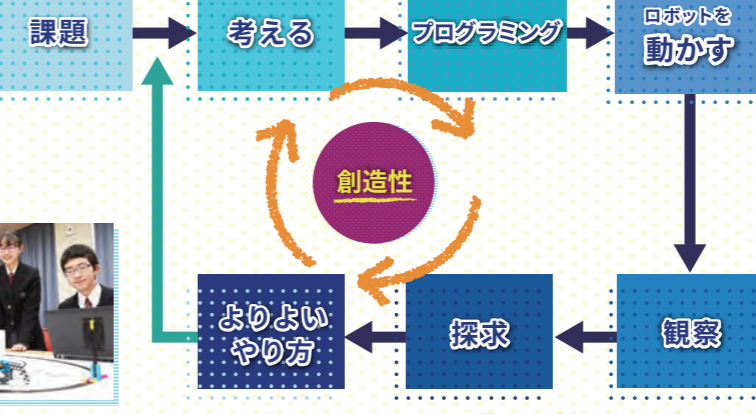 課題
考える
プログラミング
ロボットを
動かす
創造性
よりよい
やり方
探求
観察